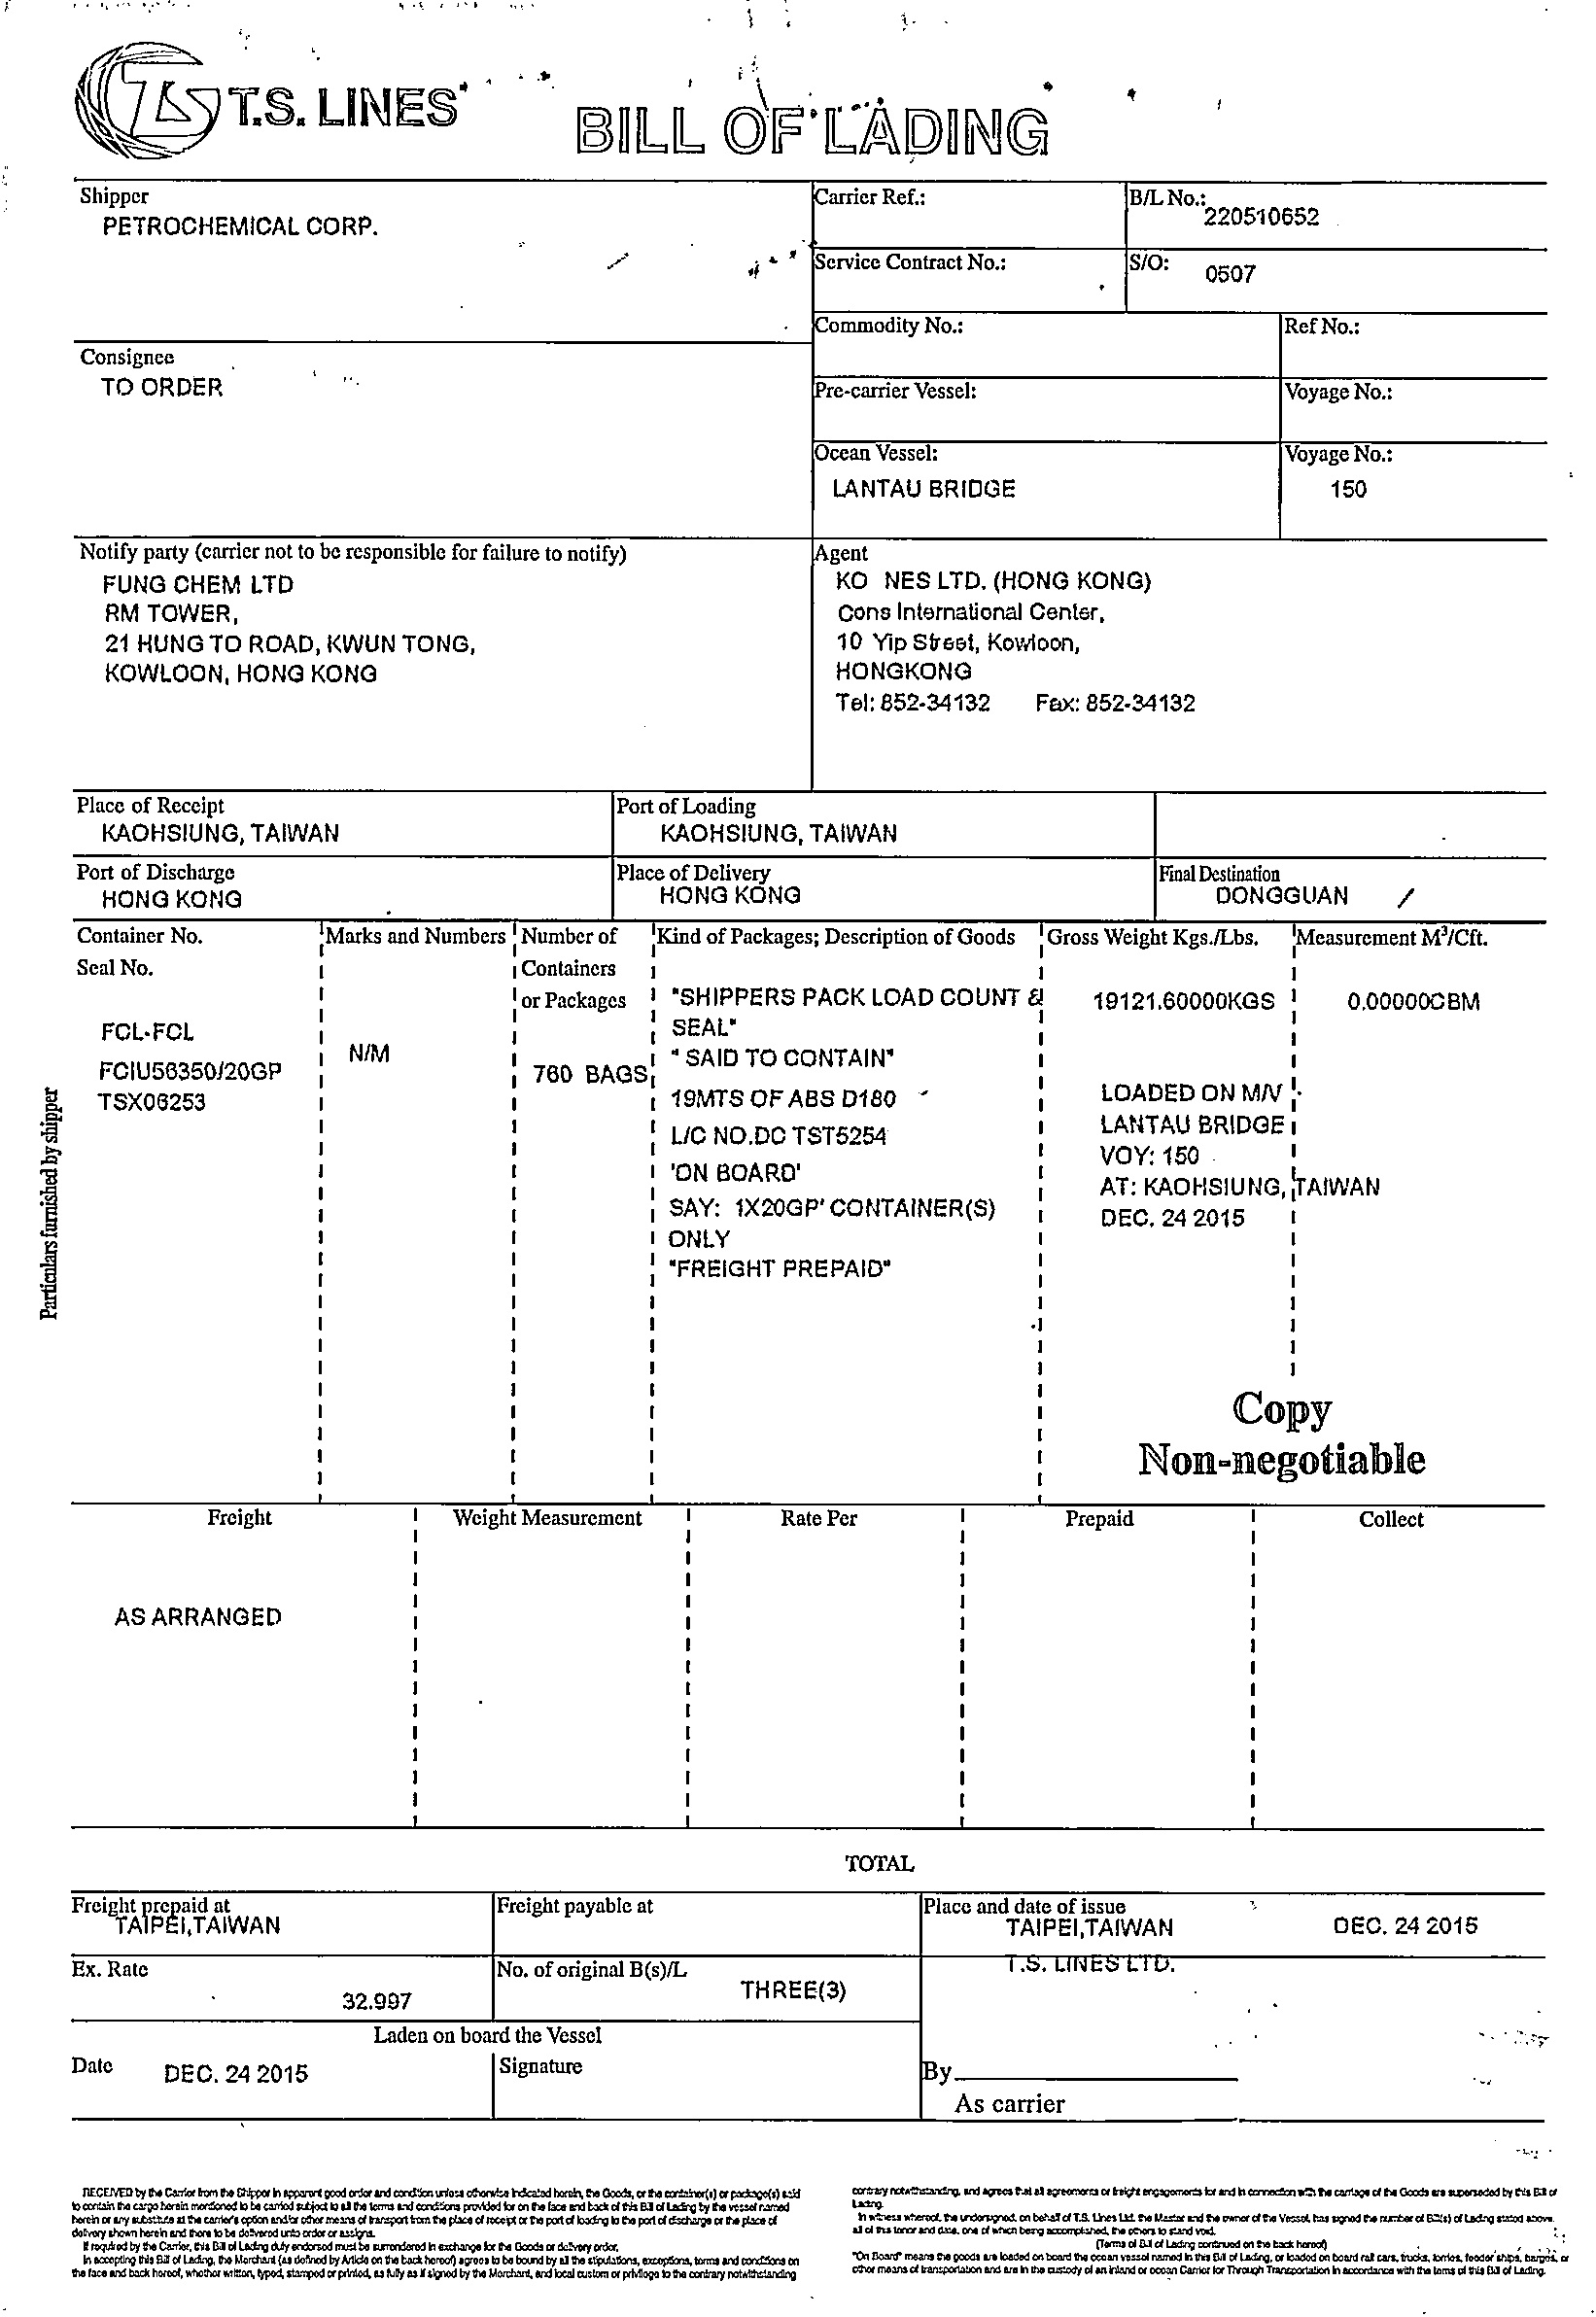 T.S. LINES
BILL OF LADING
Shipper
PETROCHEMICAL CORP.
Carrier Ref.:
B/L No.:
220510652
Service Contract No.:
S/O: 0507
Commodity No.:
Ref No.:
Consignee
TO ORDER
Pre-carrier Vessel:
Voyage No.:
Ocean Vessel:
LANTAU BRIDGE
Voyage No.:
150
Notify party (carrier not to be responsible for failure to notify)
FUNG CHEM LTD
RM TOWER,
21 HUNG TO ROAD, KWUN TONG,
KOWLOON, HONG KONG
Agent
KO NES LTD. (HONG KONG)
Cons International Center,
10 Yip Street, Kowloon,
HONGKONG
Tel: 852-34132 Fax: 852-34132
Place of Receipt
KAOHSIUNG, TAIWAN
Port of Loading
KAOHSIUNG, TAIWAN
Port of Discharge
HONG KONG
Place of Delivery
HONG KONG
Final Destination
DONGGUAN
Container No.
Seal No.
Marks and Numbers
Number of
Containers
or Packages
Kind of Packages; Description of Goods
Gross Weight Kgs./Lbs.
Measurement M³/Cft.
Particulars furnished by shipper
FCL-FCL
FCIU56350/20GP
TSX06253
N/M
760 BAGS
"SHIPPERS PACK LOAD COUNT &
SEAL"
" SAID TO CONTAIN"
19MTS OF ABS D180
L/C NO.DC TST5254
'ON BOARD'
SAY: 1X20GP' CONTAINER(S)
ONLY
"FREIGHT PREPAID"
19121.60000KGS
0.00000CBM
LOADED ON M/V
LANTAU BRIDGE
VOY: 150
AT: KAOHSIUNG, TAIWAN
DEC. 24 2015
Copy
Non-negotiable
Freight
Weight Measurement
Rate Per
Prepaid
Collect
AS ARRANGED
TOTAL
Freight prepaid at
TAIPEI,TAIWAN
Freight payable at
Place and date of issue
TAIPEI,TAIWAN DEC. 24 2015
Ex. Rate
32.997
No. of original B(s)/L
THREE(3)
T.S. LINES LTD.
Laden on board the Vessel
Date DEC. 24 2015
Signature
By
As carrier
RECEIVED by the Carrier from the Shipper in apparent good order and condition unless otherwise indicated herein, the Goods, or the container(s) or package(s) said
to contain the cargo herein mentioned to be carried subject to all the terms and conditions provided for on the face and back of this Bill of Lading by the vessel named
herein or any substitute at the carrier's option and/or other means of transport from the place of receipt or the port of loading to the port of discharge or the place of
delivery shown herein and there to be delivered unto order or assigns.
If required by the Carrier, this Bill of Lading duly endorsed must be surrendered in exchange for the Goods or delivery order.
In accepting this Bill of Lading, the Merchant (as defined by Article on the back hereof) agrees to be bound by all the stipulations, exceptions, terms and conditions on
the face and back hereof, whether written, typed, stamped or printed, as fully as if signed by the Merchant, and local custom or privilege to the contrary notwithstanding
contrary notwithstanding, and agrees that all agreements or freight engagements for and in connection with the carriage of the Goods are superseded by this Bill of
Lading.
In witness whereof, the undersigned, on behalf of T.S. Lines Ltd. the Master and the owner of the Vessel, has signed the number of Bill(s) of Lading stated above.
all of this tenor and date, one of which being accomplished, the others to stand void.
(Terms of Bill of Lading continued on the back hereof)
"On Board" means the goods are loaded on board the ocean vessel named in this Bill of Lading, or loaded on board rail cars, trucks, lorries, feeder ships, barges, or
other means of transportation and are in the custody of an inland or ocean Carrier for Through Transportation in accordance with the terms of this Bill of Lading.